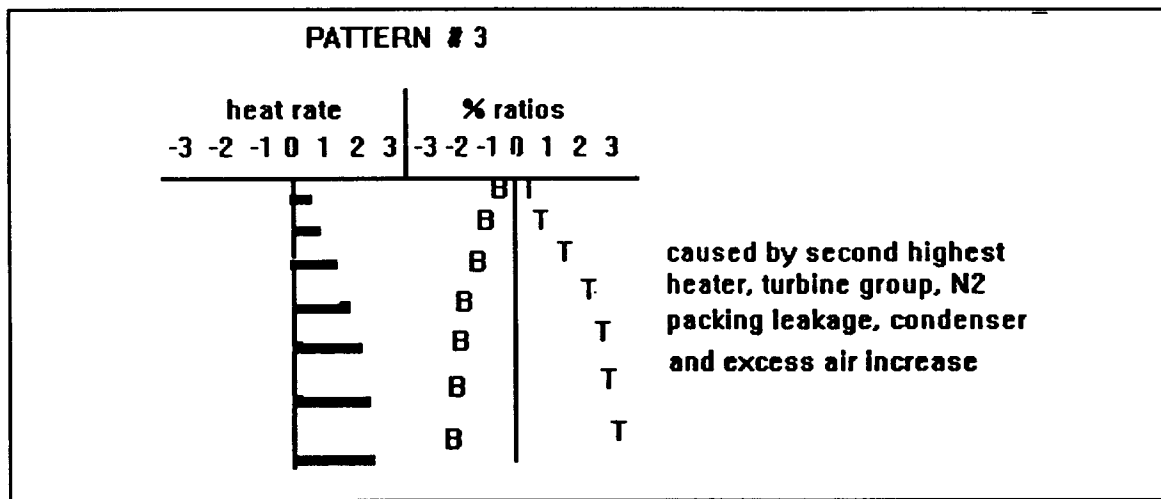 PATTERN # 3
heat rate % ratios
-3 -2 -1 0 1 2 3 -3 -2 -1 0 1 2 3
B T
B T
B T
B T
B T
B T
B T
caused by second highest
heater, turbine group, N2
packing leakage, condenser
and excess air increase